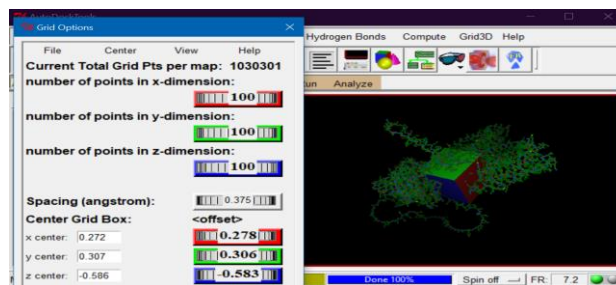 AutoDockTools
Grid Options
Hydrogen Bonds Compute Grid3D Help
File Center View Help
Current Total Grid Pts per map: 1030301
number of points in x-dimension:
100
number of points in y-dimension:
100
number of points in z-dimension:
100
Analyze
Spacing (angstrom): 0.375
Center Grid Box: <offset>
x center: 0.272 0.278
y center: 0.307 0.306
z center: -0.586 -0.583
Done 100% Spin off FR: 7.2